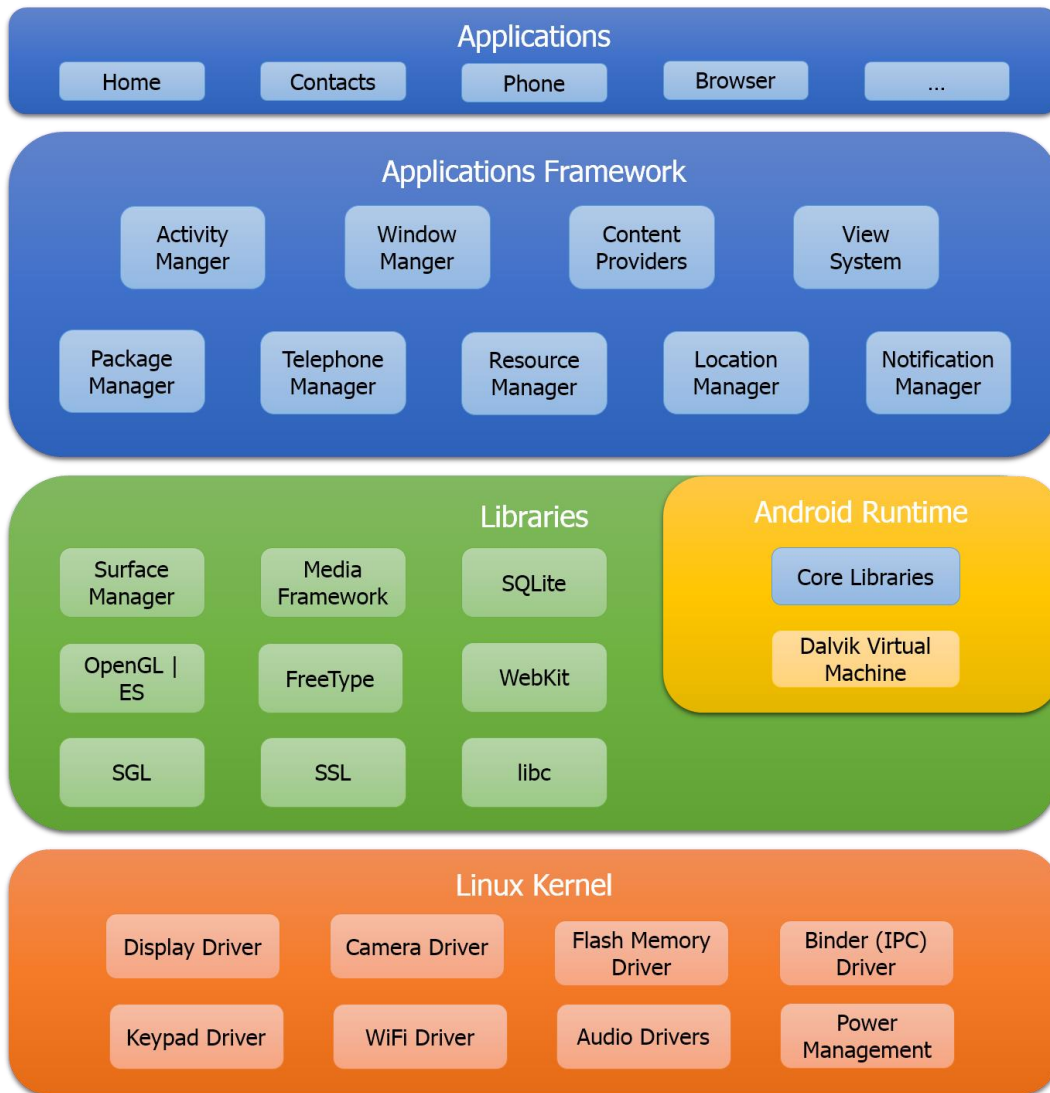 Applications
Home
Contacts
Phone
Browser
...
Applications Framework
Activity
Manger
Window
Manger
Content
Providers
View
System
Package
Manager
Telephone
Manager
Resource
Manager
Location
Manager
Notification
Manager
Libraries
Surface
Manager
Media
Framework
SQLite
OpenGL |
ES
FreeType
WebKit
SGL
SSL
libc
Android Runtime
Core Libraries
Dalvik Virtual
Machine
Linux Kernel
Display Driver
Camera Driver
Flash Memory
Driver
Binder (IPC)
Driver
Keypad Driver
WiFi Driver
Audio Drivers
Power
Management